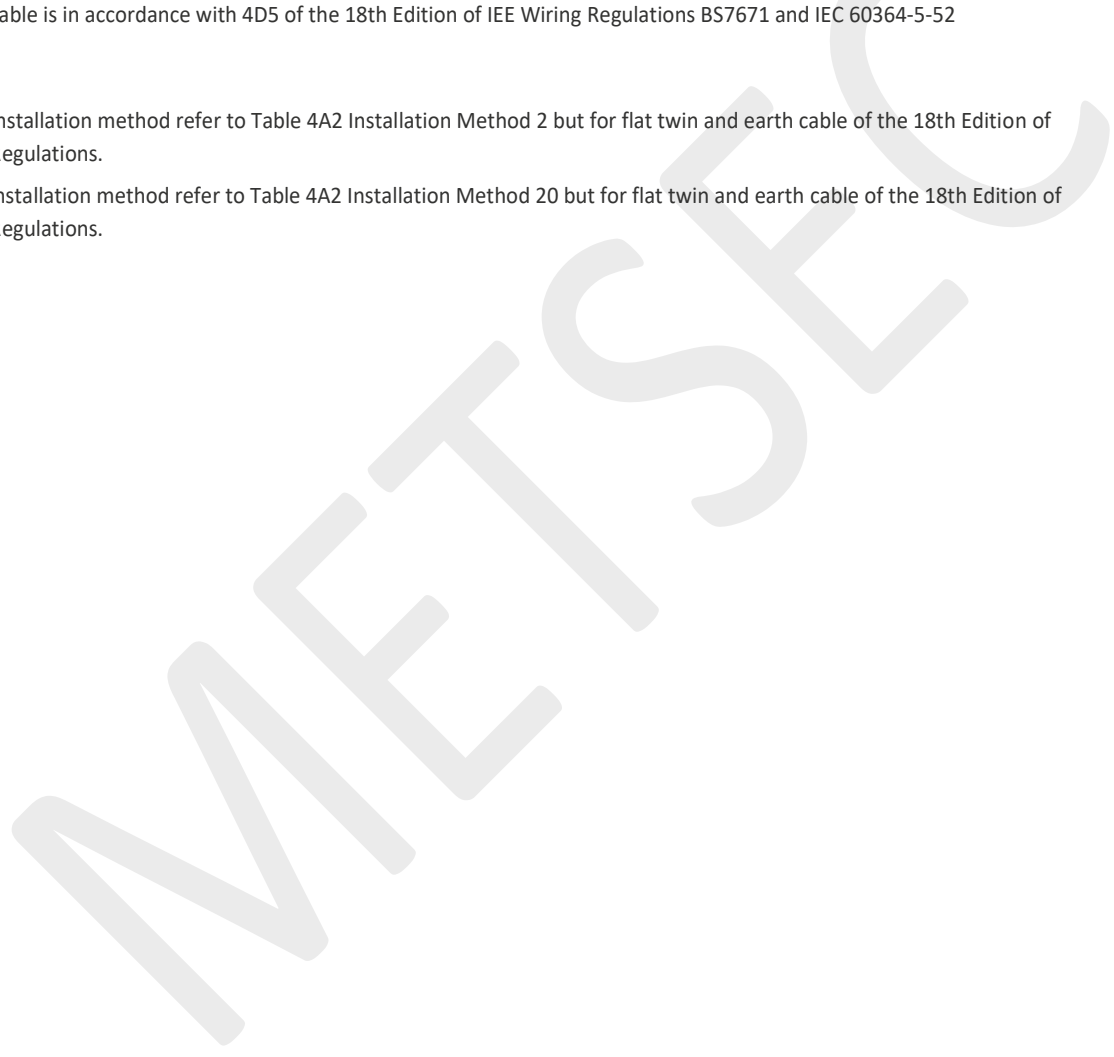 able is in accordance with 4D5 of the 18th Edition of IEE Wiring Regulations BS7671 and IEC 60364-5-52
nstallation method refer to Table 4A2 Installation Method 2 but for flat twin and earth cable of the 18th Edition of
egulations.
nstallation method refer to Table 4A2 Installation Method 20 but for flat twin and earth cable of the 18th Edition of
egulations.
METSEC